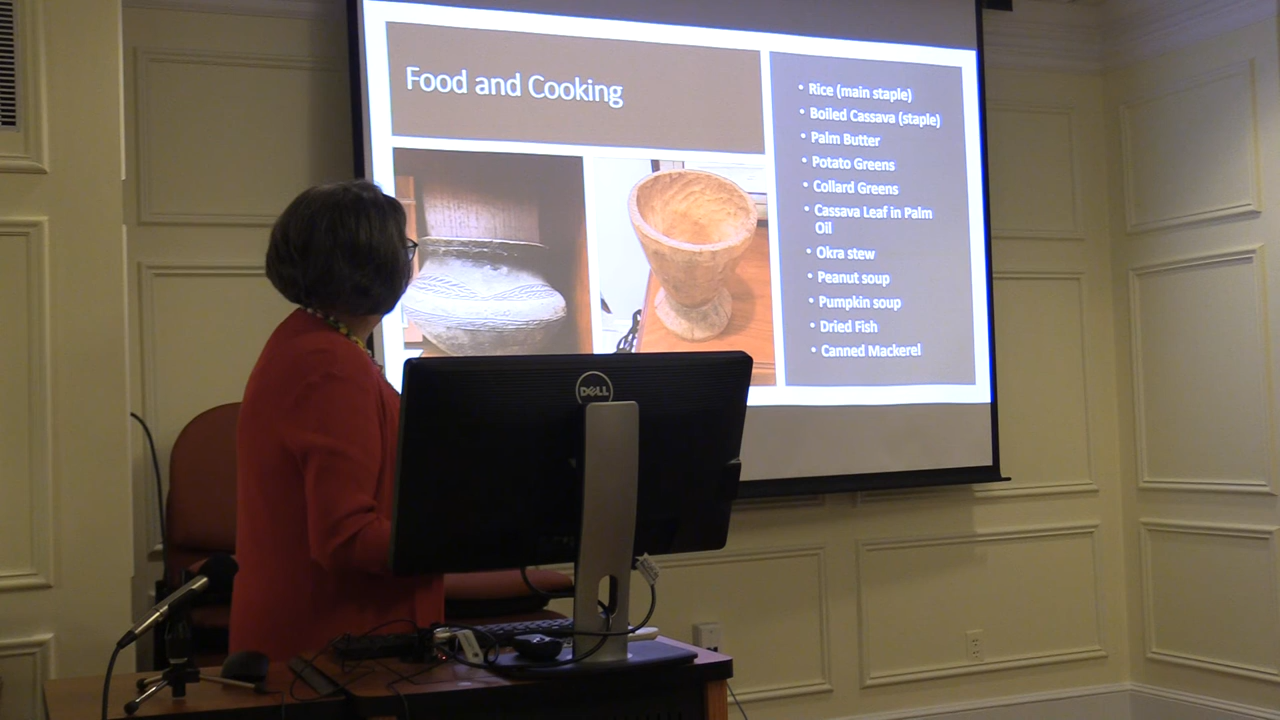 Food and Cooking
• Rice (main staple)
• Boiled Cassava (staple)
• Palm Butter
• Potato Greens
• Collard Greens
• Cassava Leaf in Palm
Oil
• Okra stew
• Peanut soup
• Pumpkin soup
• Dried Fish
• Canned Mackerel
DELL